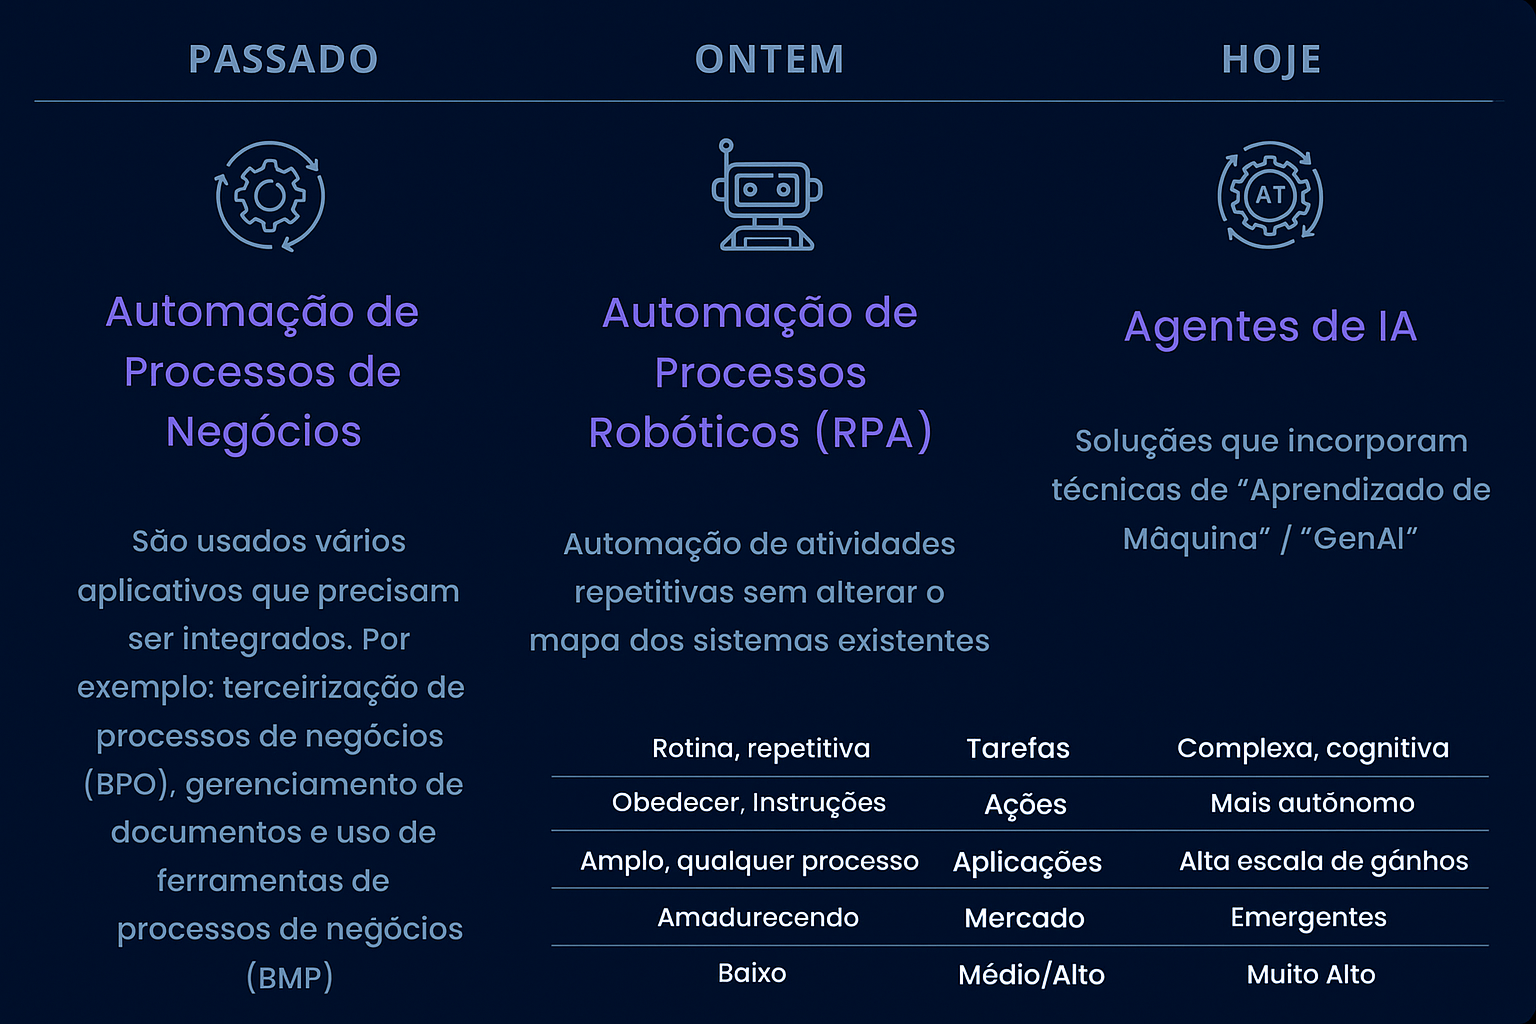 PASSADO
ONTEM
HOJE
AT
Automação de
Processos de
Negócios
São usados vários
aplicativos que precisam
ser integrados. Por
exemplo: terceirização de
processos de negócios
(BPO), gerenciamento de
documentos e uso de
ferramentas de
processos de neġócios
(BMP)
Automação de
Processos
Robóticos (RPA)
Automação de atividades
repetitivas sem alterar o
mapa dos sistemas existentes
Agentes de IA
Soluçães que incorporam
técnicas de “Aprendizado de
Mâquina” / “GenAI”
Rotina, repetitiva Tarefas Complexa, cognitiva
Obedecer, Instruções Ações Mais autŏnomo
Amplo, qualquer processo Aplicações Alta escala de gánhos
Amadurecendo Mercado Emergentes
Baixo Médio/Alto Muito Alto